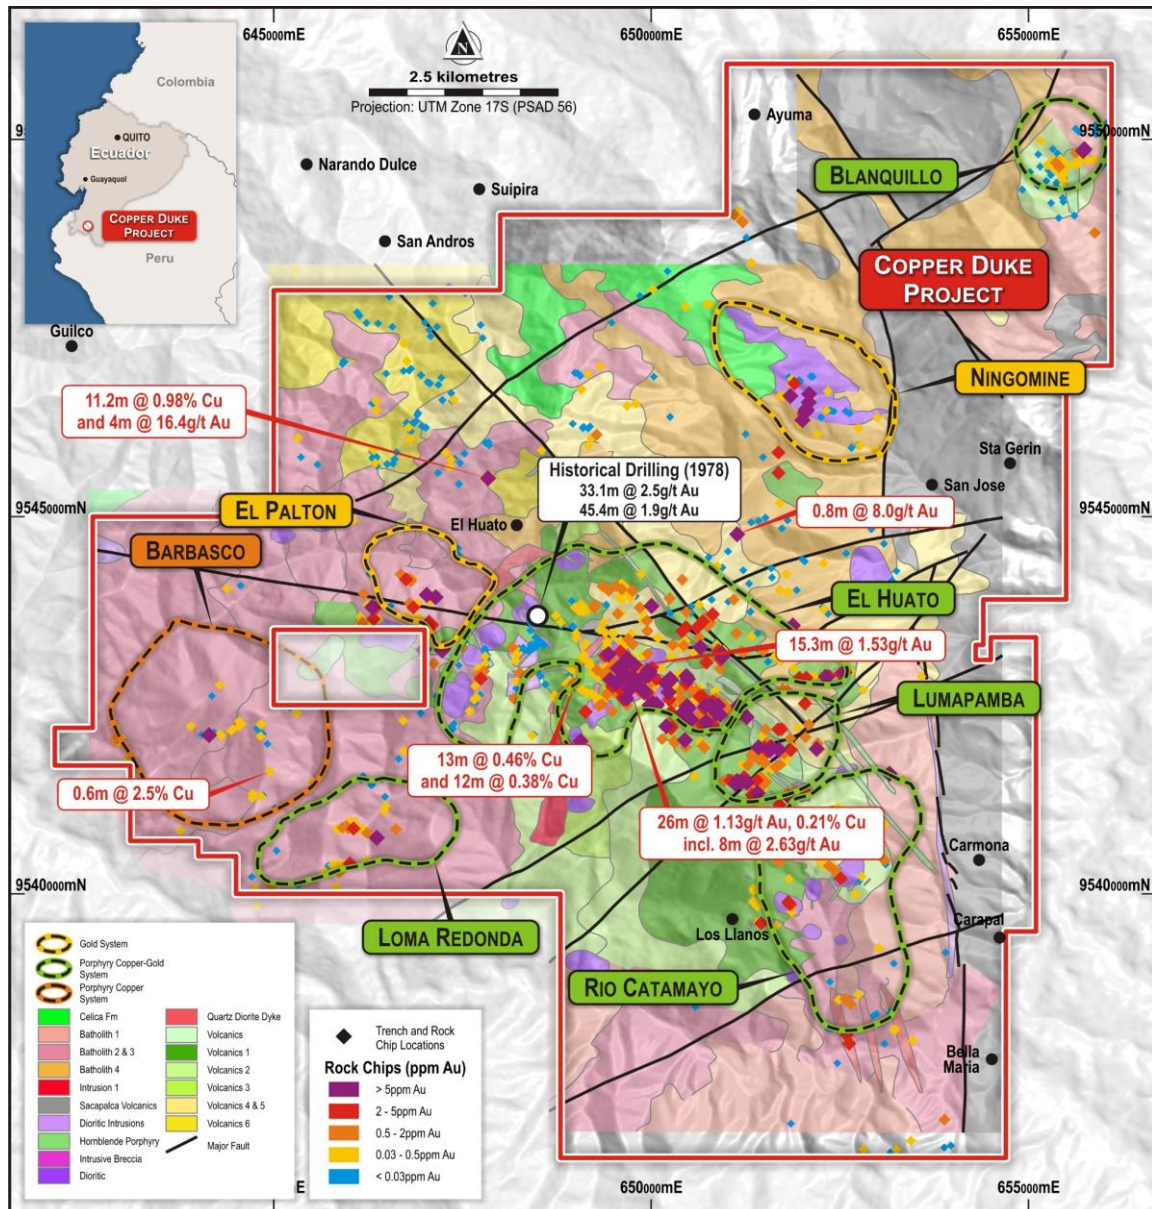 645000mE
650000mE
655000mE
N
2.5 kilometres
Projection: UTM Zone 17S (PSAD 56)
Colombia
QUITO
Ecuador
Guayaquol
COPPER DUKE
PROJECT
Peru
Ayuma
Narando Dulce
Suipira
San Andros
Guilco
9550000mN
BLANQUILLO
COPPER DUKE
PROJECT
NINGOMINE
11.2m @ 0.98% Cu
and 4m @ 16.4g/t Au
Historical Drilling (1978)
33.1m @ 2.5g/t Au
45.4m @ 1.9g/t Au
Sta Gerin
San Jose
9545000mN
9545000mN
EL PALTON
El Huato
0.8m @ 8.0g/t Au
BARBASCO
EL HUATO
15.3m @ 1.53g/t Au
LUMAPAMBA
13m @ 0.46% Cu
and 12m @ 0.38% Cu
0.6m @ 2.5% Cu
26m @ 1.13g/t Au, 0.21% Cu
incl. 8m @ 2.63g/t Au
Carmona
9540000mN
9540000mN
LOMA REDONDA
Los Llanos
Carapal
RIO CATAMAYO
Bella
Maria
Gold System
Porphyry Copper-Gold
System
Porphyry Copper
System
Celica Fm
Batholith 1
Batholith 2 & 3
Batholith 4
Intrusion 1
Sacapalca Volcanics
Dioritic Intrusions
Hornblende Porphyry
Intrusive Breccia
Dioritic
Quartz Diorite Dyke
Volcanics
Volcanics 1
Volcanics 2
Volcanics 3
Volcanics 4 & 5
Volcanics 6
Major Fault
Trench and Rock
Chip Locations
Rock Chips (ppm Au)
> 5ppm Au
2 - 5ppm Au
0.5 - 2ppm Au
0.03 - 0.5ppm Au
< 0.03ppm Au
650000mE
655000mE